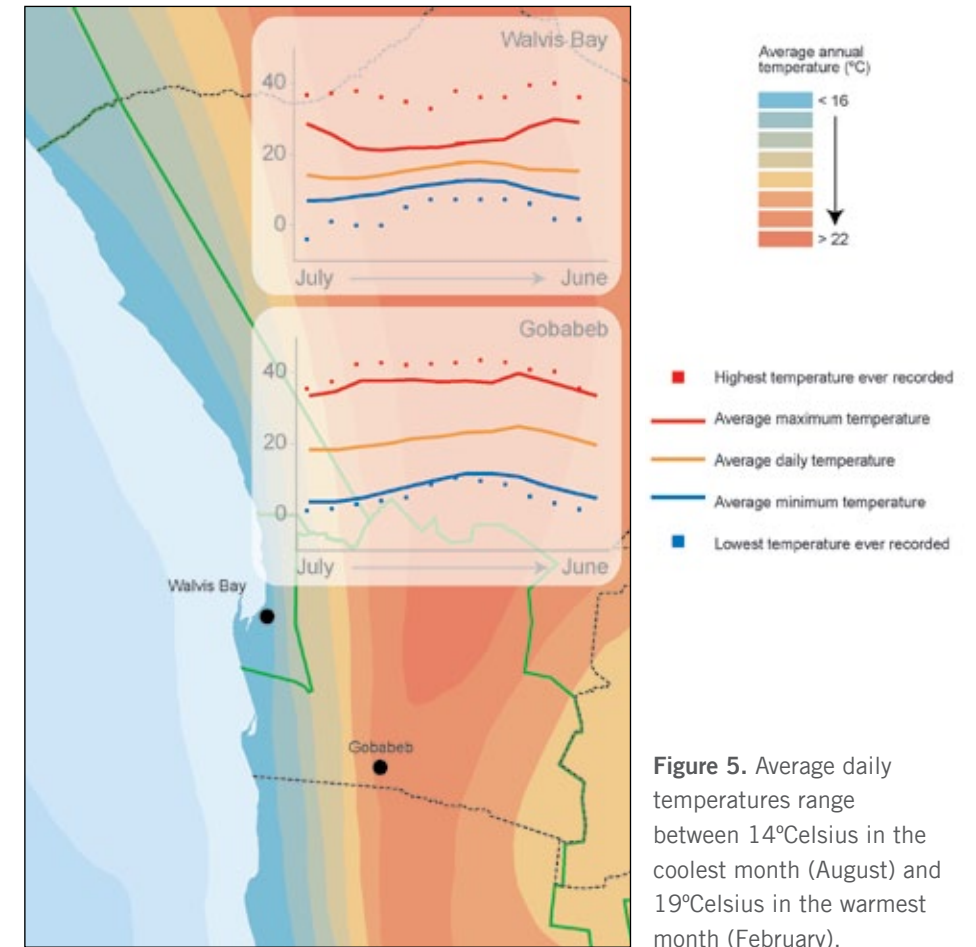 Walvis Bay
40
20
0
July
June
Gobabeb
40
20
0
July
June
Walvis Bay
Gobabeb
Average annual
temperature (°C)
< 16
> 22
Highest temperature ever recorded
Average maximum temperature
Average daily temperature
Average minimum temperature
Lowest temperature ever recorded
Figure 5. Average daily
temperatures range
between 14ºCelsius in the
coolest month (August) and
19ºCelsius in the warmest
month (February).